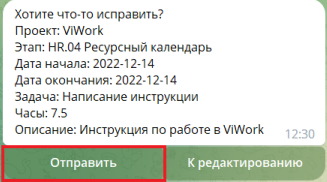 Хотите что-то исправить?
Проект: ViWork
Этап: HR.04 Ресурсный календарь
Дата начала: 2022-12-14
Дата окончания: 2022-12-14
Задача: Написание инструкции
Часы: 7.5
Описание: Инструкция по работе в ViWork
12:30
Отправить
К редактированию